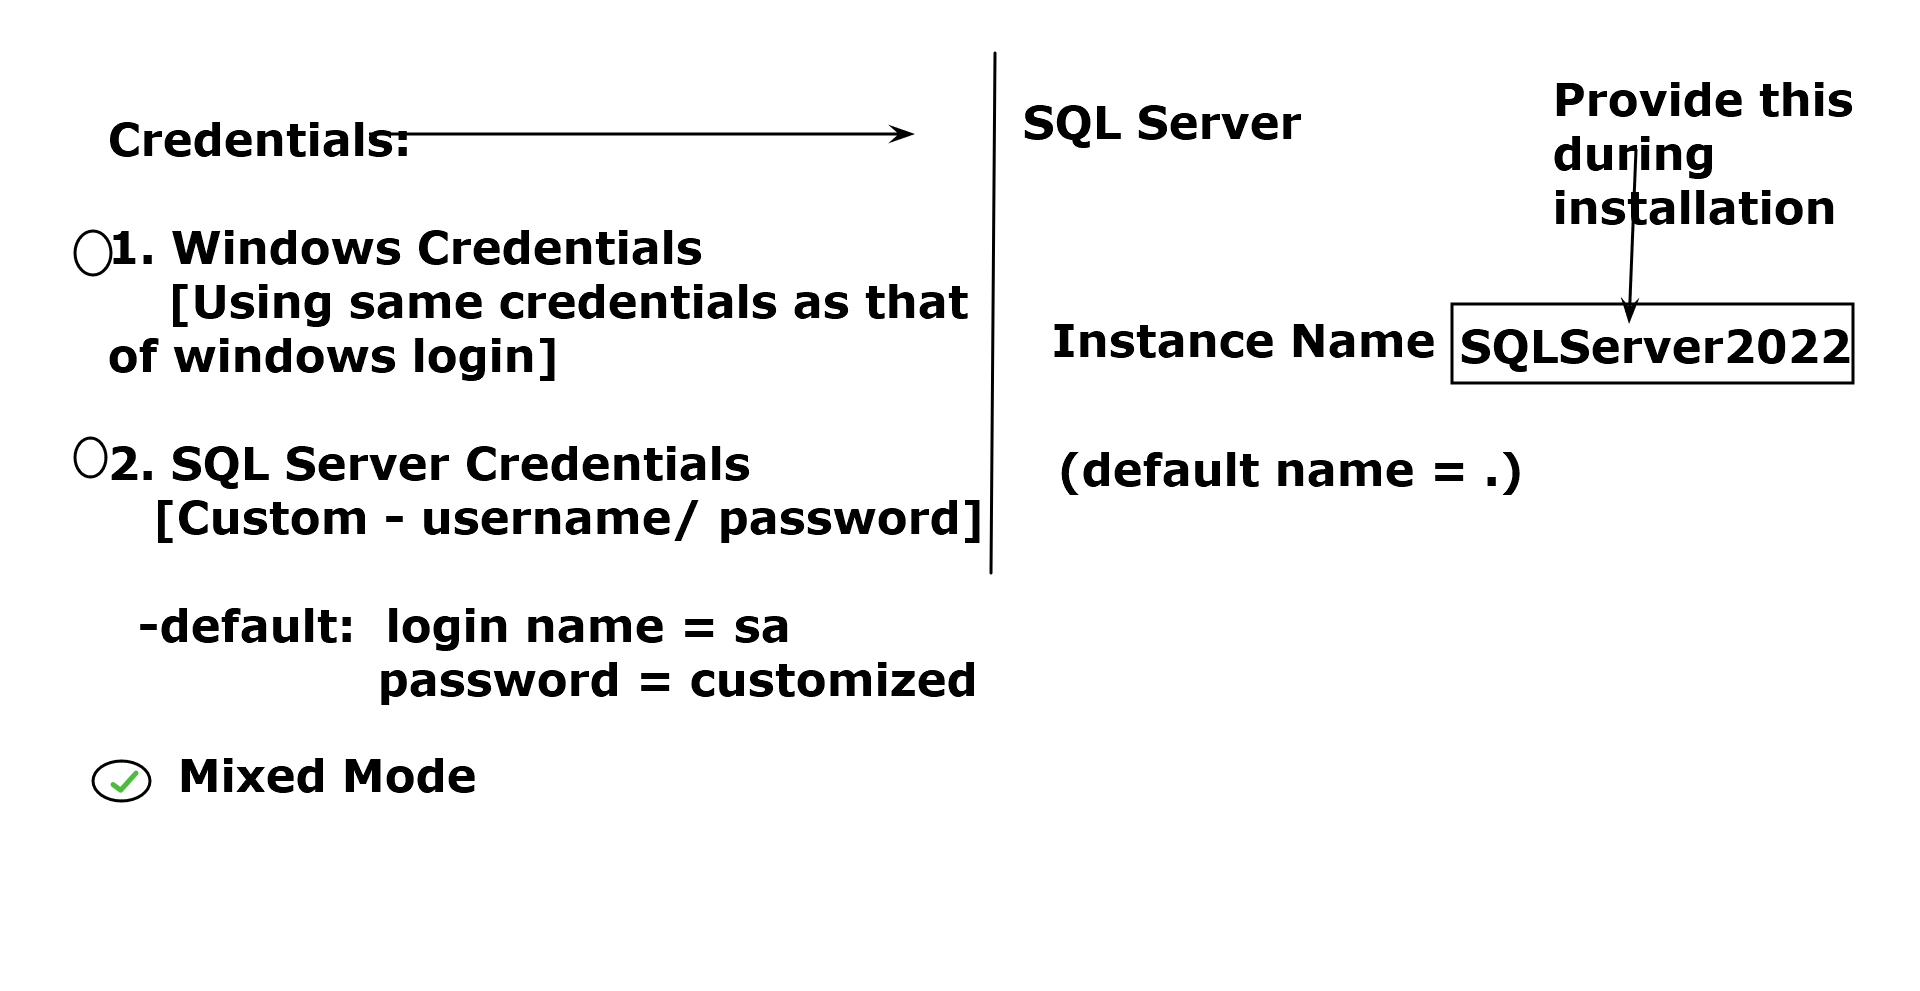 Credentials:
1. Windows Credentials
[Using same credentials as that
of windows login]
2. SQL Server Credentials
[Custom - username/ password]
-default: login name = sa
password = customized
Mixed Mode
SQL Server
Provide this
during
installation
Instance Name
SQLServer2022
(default name = .)